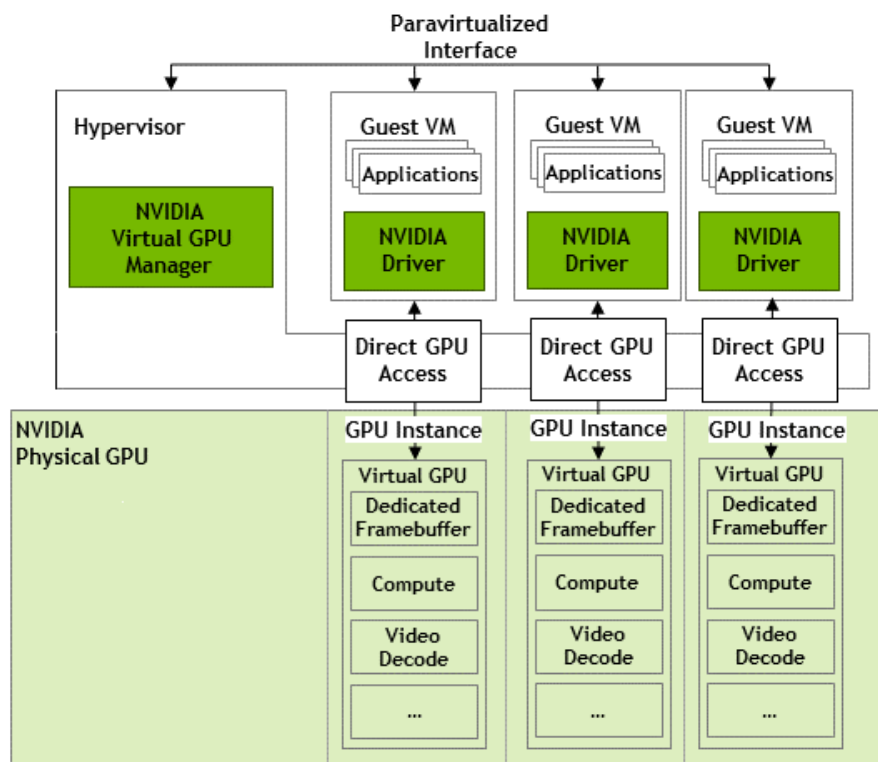 Paravirtualized
Interface
Hypervisor
NVIDIA
Virtual GPU
Manager
Guest VM
Applications
NVIDIA
Driver
Guest VM
Applications
NVIDIA
Driver
Guest VM
Applications
NVIDIA
Driver
Direct GPU
Access
Direct GPU
Access
Direct GPU
Access
NVIDIA
Physical GPU
GPU Instance
Virtual GPU
Dedicated
Framebuffer
Compute
Video
Decode
...
GPU Instance
Virtual GPU
Dedicated
Framebuffer
Compute
Video
Decode
...
GPU Instance
Virtual GPU
Dedicated
Framebuffer
Compute
Video
Decode
...